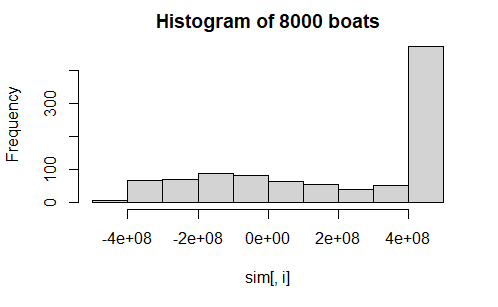 Histogram of 8000 boats
Frequency
300
100
0
-4e+08 -2e+08 0e+00 2e+08 4e+08
sim[, i]